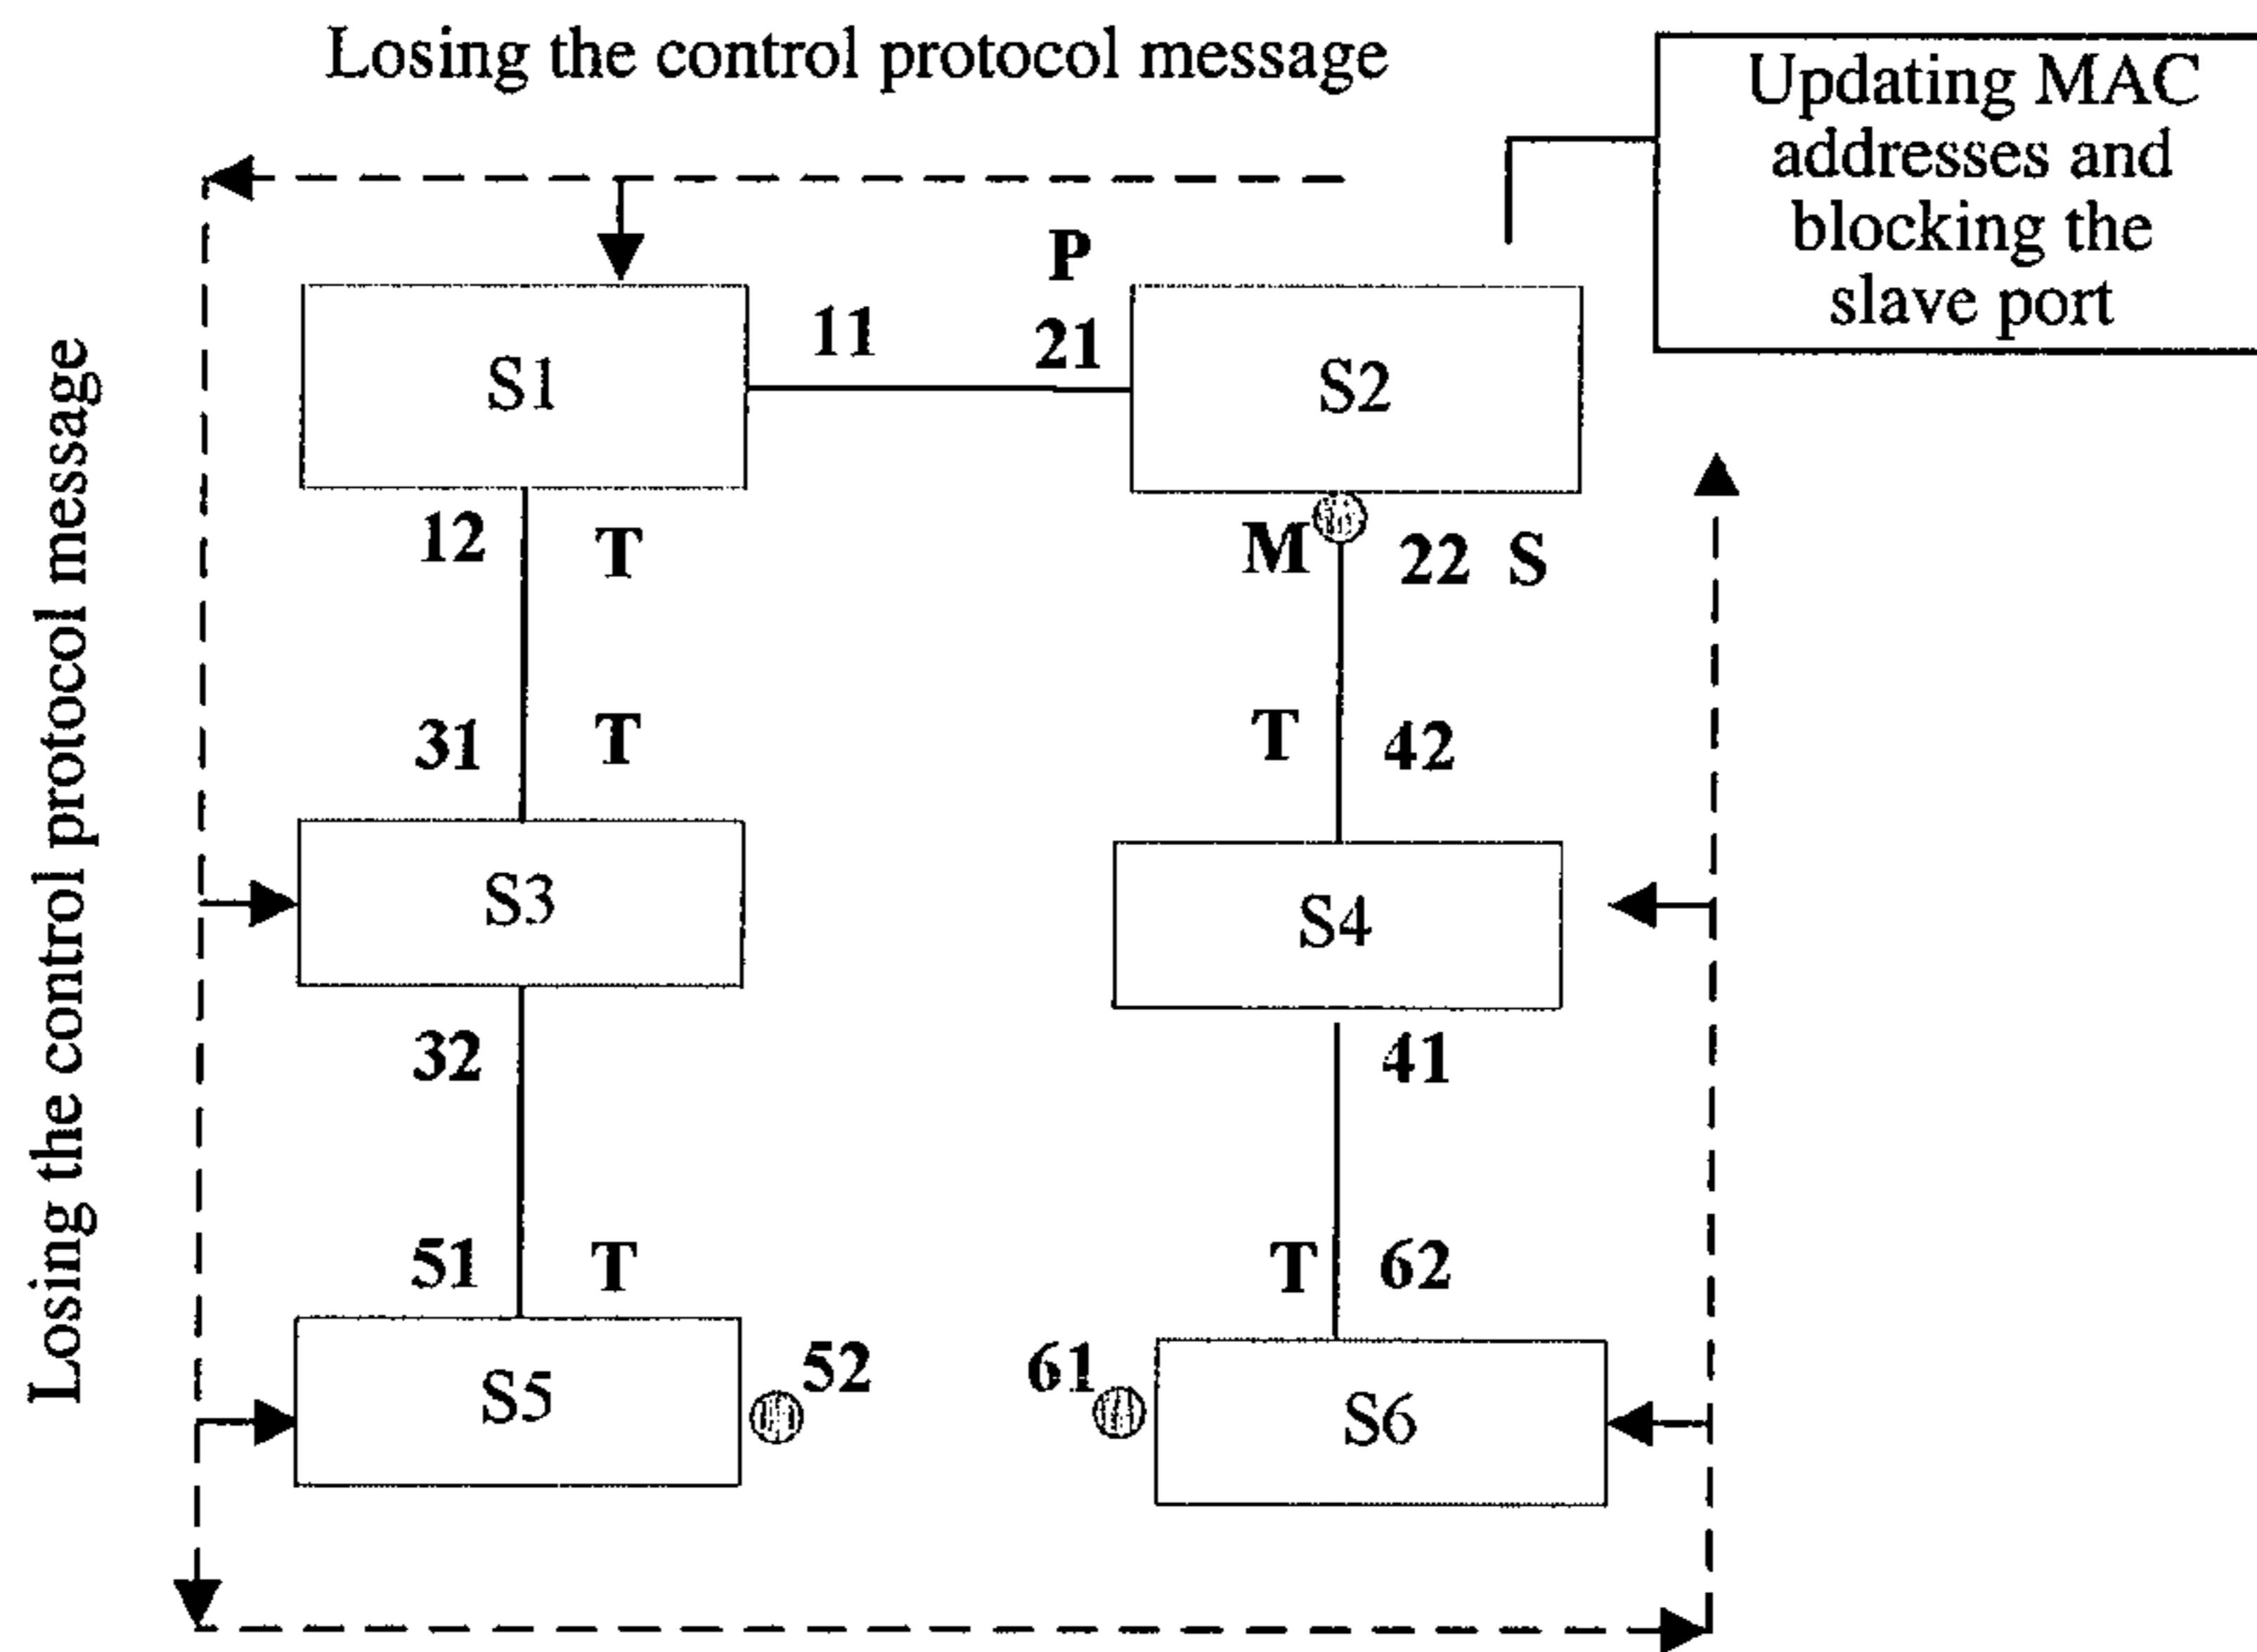 Losing the control protocol message
Updating MAC
addresses and
blocking the
slave port
Losing the control protocol message
P
11
21
S1
S2
12
T
M
22
S
31
T
T
42
S3
S4
32
41
51
T
T
62
52
61
S5
S6